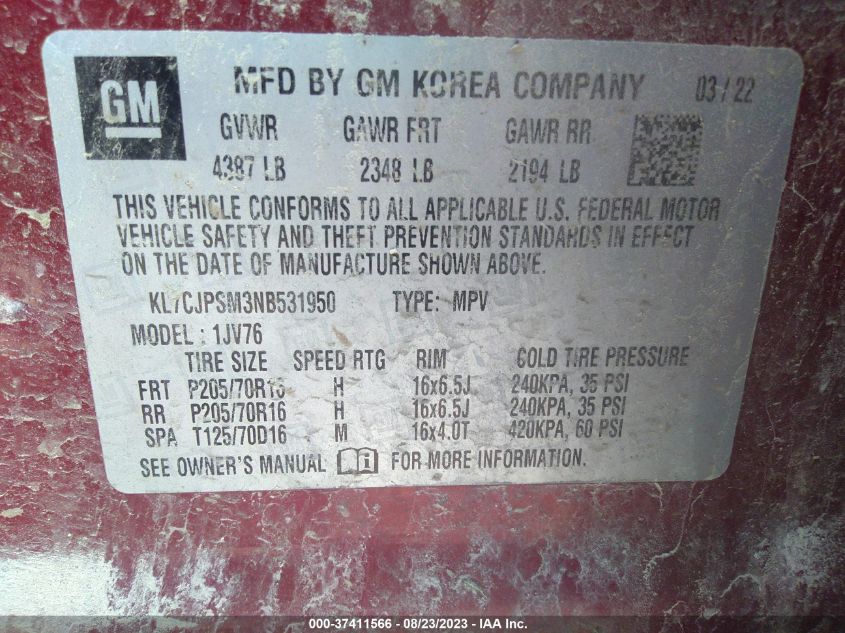 GM
MFD BY GM KOREA COMPANY 03/22
GVWR GAWR FRT GAWR RR
4387 LB 2348 LB 2194 LB
THIS VEHICLE CONFORMS TO ALL APPLICABLE U.S. FEDERAL MOTOR
VEHICLE SAFETY AND THEFT PREVENTION STANDARDS IN EFFECT
ON THE DATE OF MANUFACTURE SHOWN ABOVE.
KL7CJPSM3NB531950 TYPE: MPV
MODEL: 1JV76
TIRE SIZE SPEED RTG RIM COLD TIRE PRESSURE
FRT P205/70R16 H 16x6.5J 240KPA, 35 PSI
RR P205/70R16 H 16x6.5J 240KPA, 35 PSI
SPA T125/70D16 M 16x4.0T 420KPA, 60 PSI
SEE OWNER'S MANUAL FOR MORE INFORMATION.
000-37411566 - 08/23/2023 - IAA Inc.